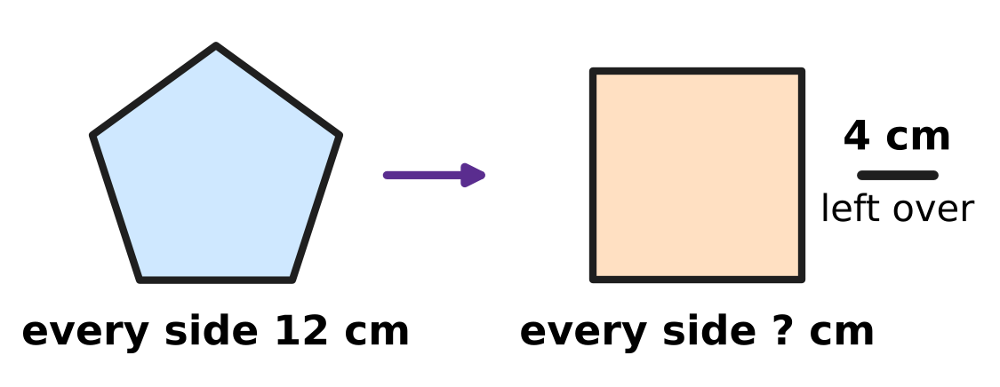 4 cm
left over
every side 12 cm
every side ? cm